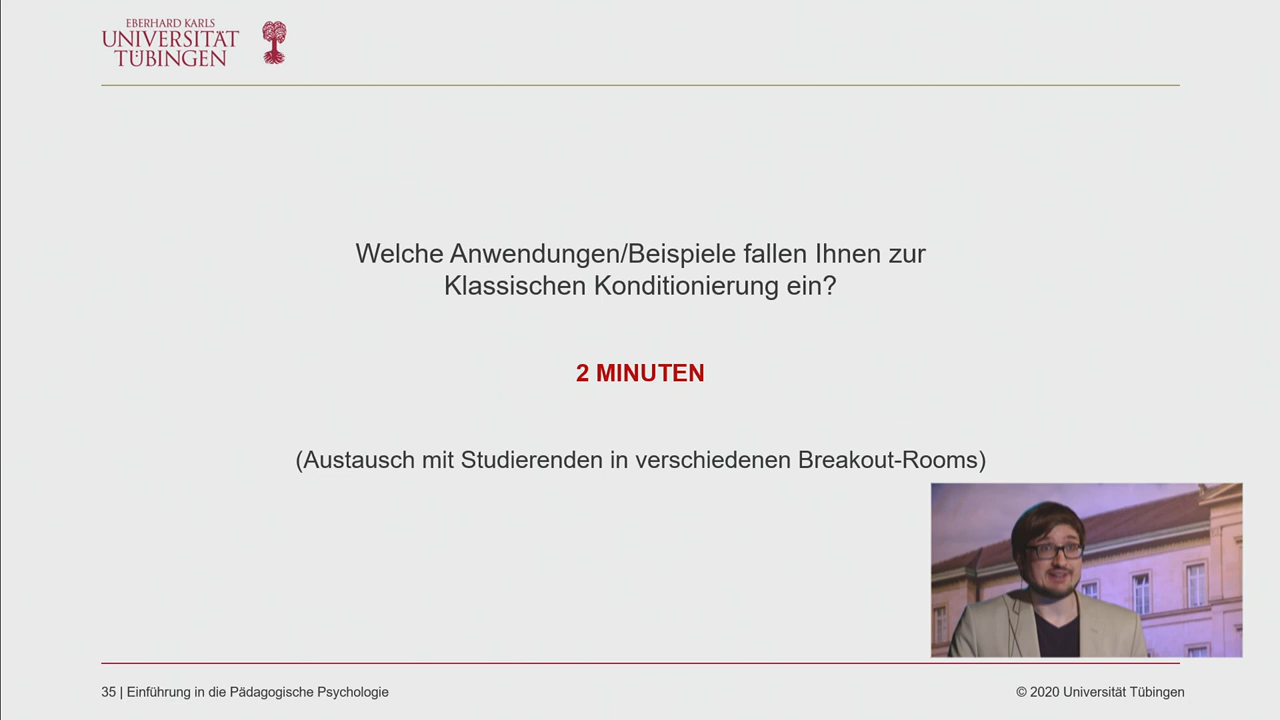 EBERHARD KARLS
UNIVERSITÄT
TÜBINGEN
Welche Anwendungen/Beispiele fallen Ihnen zur
Klassischen Konditionierung ein?
2 MINUTEN
(Austausch mit Studierenden in verschiedenen Breakout-Rooms)
35 | Einführung in die Pädagogische Psychologie
© 2020 Universität Tübingen